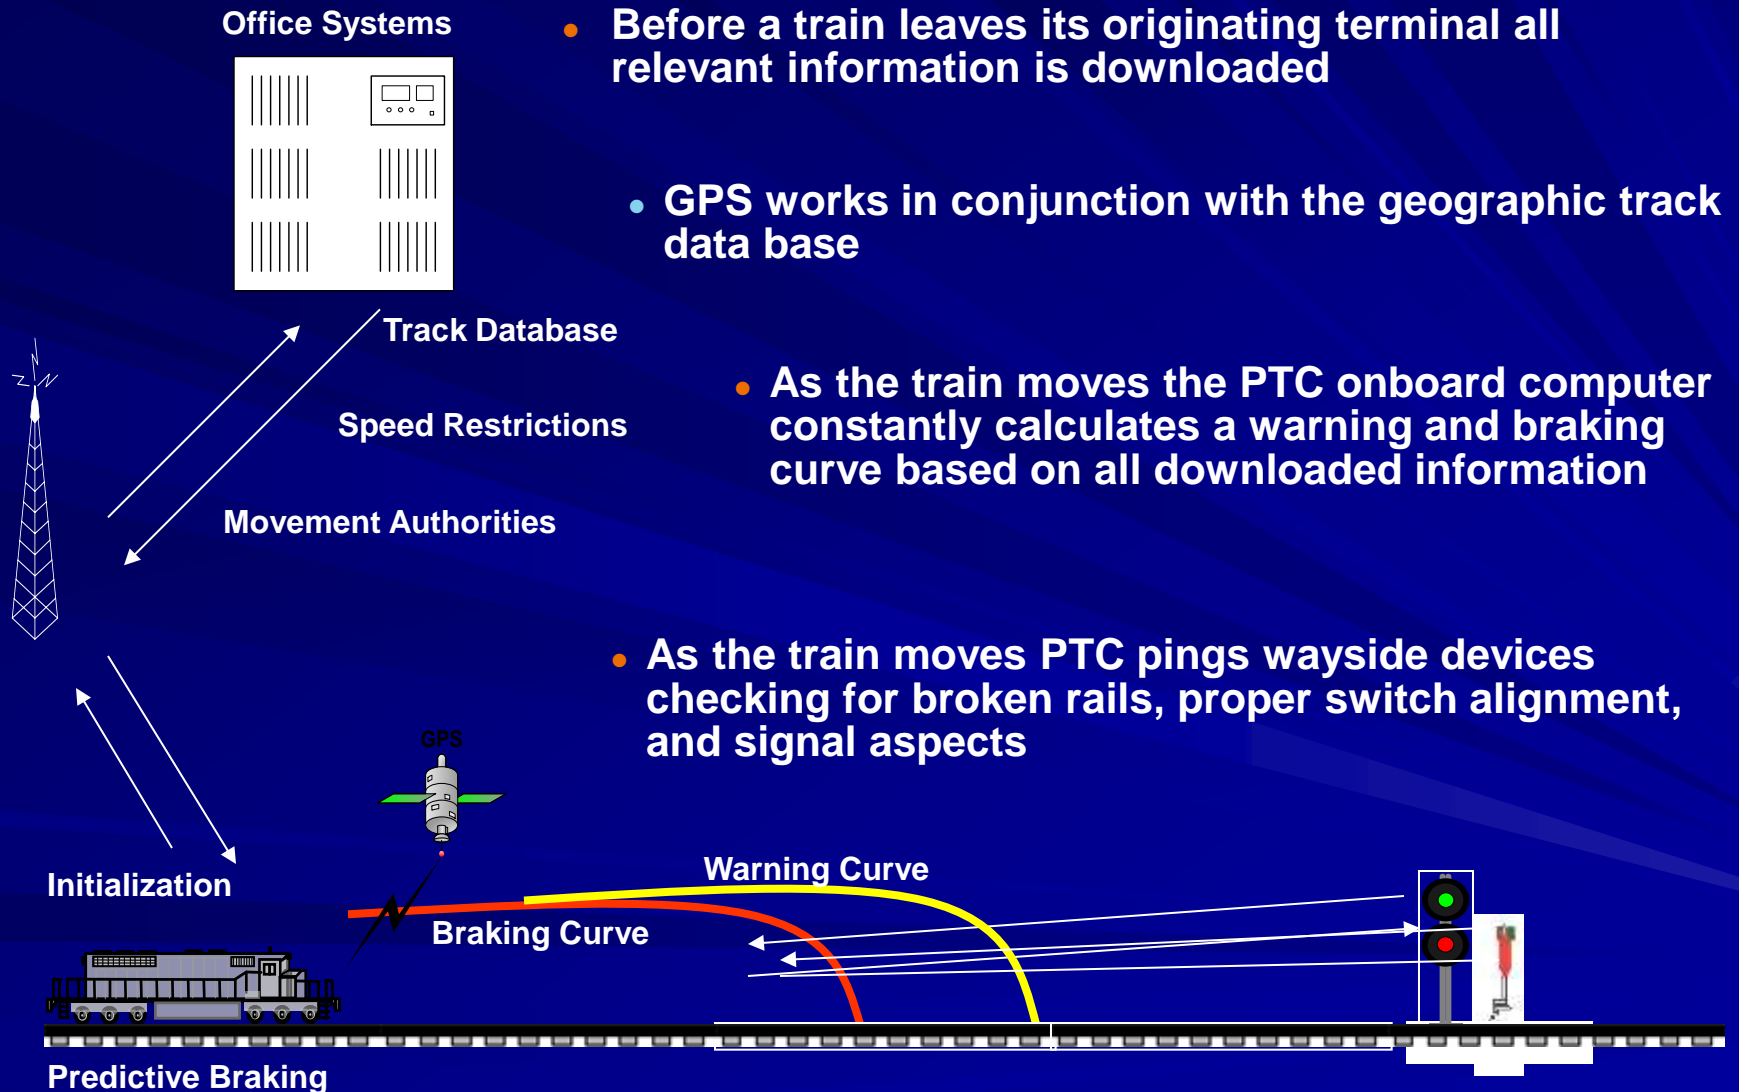 Office Systems
Before a train leaves its originating terminal all
relevant information is downloaded
GPS works in conjunction with the geographic track
data base
Track Database
As the train moves the PTC onboard computer
constantly calculates a warning and braking
curve based on all downloaded information
Speed Restrictions
Movement Authorities
As the train moves PTC pings wayside devices
checking for broken rails, proper switch alignment,
and signal aspects
GPS
Warning Curve
Initialization
Braking Curve
Predictive Braking